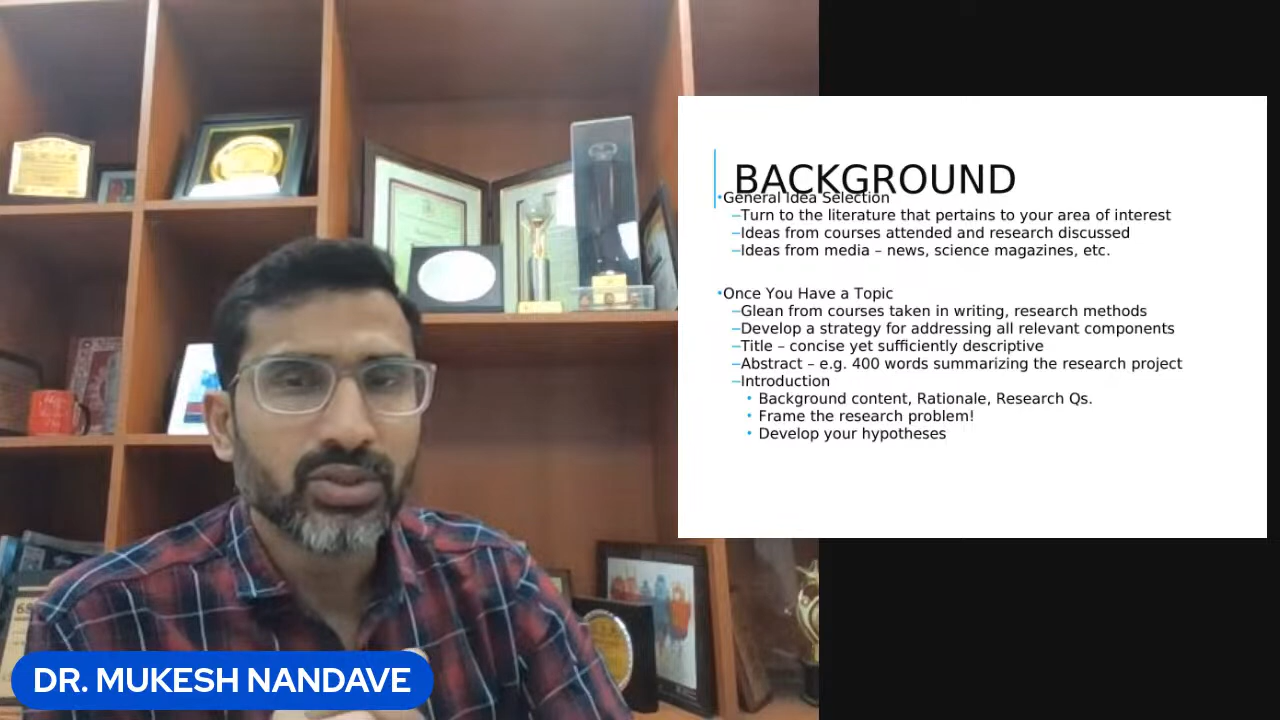 BACKGROUND
•General Idea Selection
–Turn to the literature that pertains to your area of interest
–Ideas from courses attended and research discussed
–Ideas from media – news, science magazines, etc.
•Once You Have a Topic
–Glean from courses taken in writing, research methods
–Develop a strategy for addressing all relevant components
–Title – concise yet sufficiently descriptive
–Abstract – e.g. 400 words summarizing the research project
–Introduction
• Background content, Rationale, Research Qs.
• Frame the research problem!
• Develop your hypotheses
DR. MUKESH NANDAVE